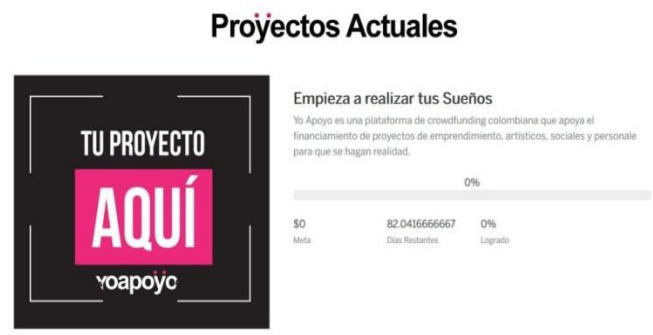 Proÿectos Actuales
TU PROYECTO
AQUÍ
yoapoÿo
Empieza a realizar tus Sueños
Yo Apoyo es una plataforma de crowdfunding colombiana que apoya el
financiamiento de proyectos de emprendimiento, artísticos, sociales y personale
para que se hagan realidad.
0%
$0
82.0416666667
0%
Meta
Días Restantes
Logrado